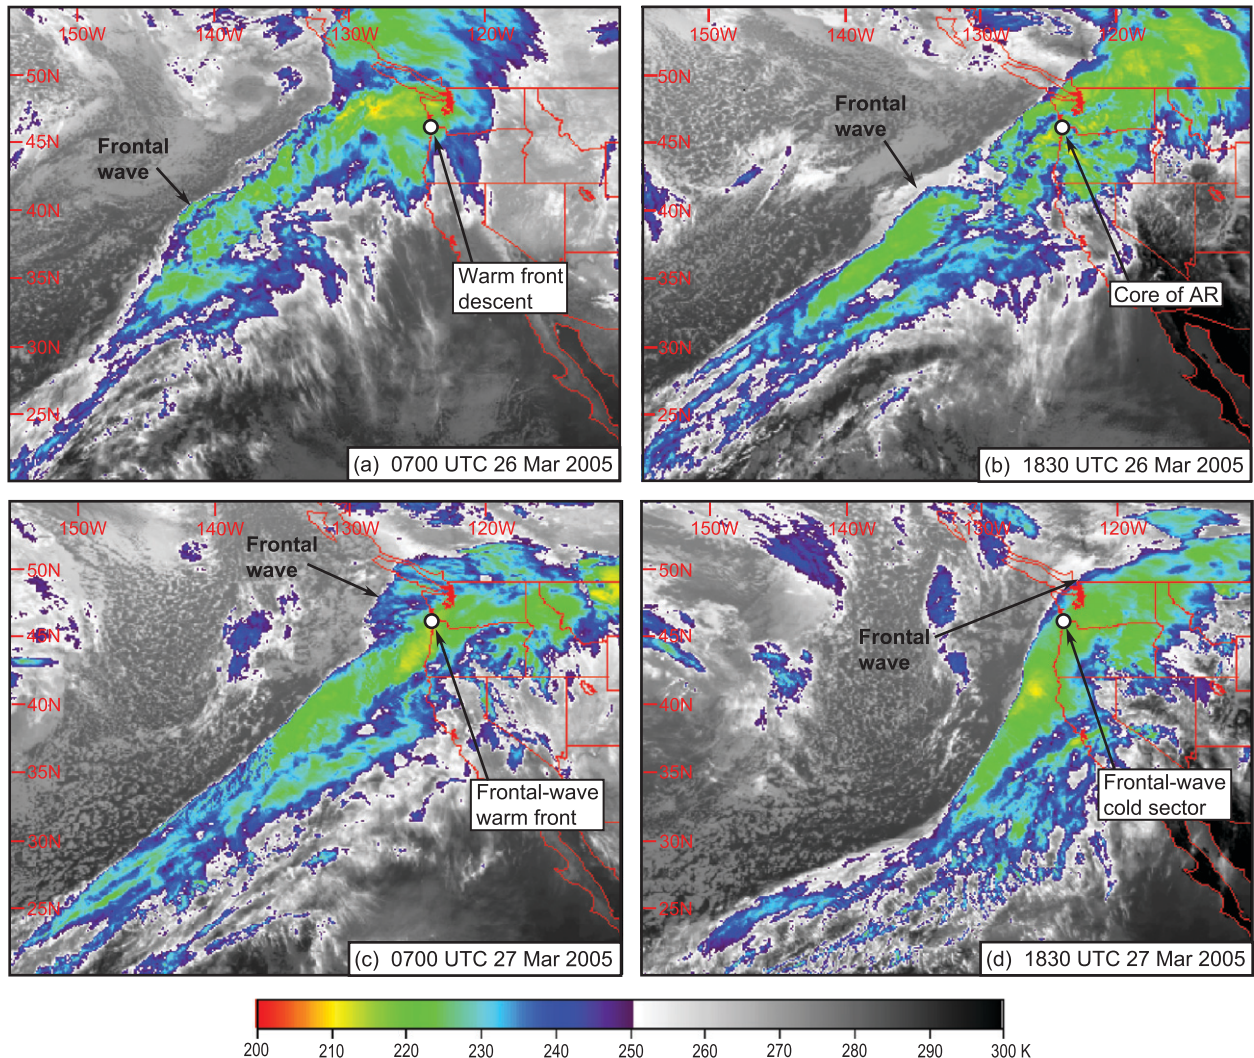 150W 140W 130W 120W
50N
45N
40N
35N
30N
25N
Frontal
wave
Warm front
descent
(a) 0700 UTC 26 Mar 2005
150W 140W 130W 120W
50N
45N
40N
35N
30N
25N
Frontal
wave
Core of AR
(b) 1830 UTC 26 Mar 2005
150W 140W 130W 120W
50N
45N
40N
35N
30N
25N
Frontal
wave
Frontal-wave
warm front
(c) 0700 UTC 27 Mar 2005
150W 140W 130W 120W
50N
45N
40N
35N
30N
25N
Frontal
wave
Frontal-wave
cold sector
(d) 1830 UTC 27 Mar 2005
200 210 220 230 240 250 260 270 280 290 300 K